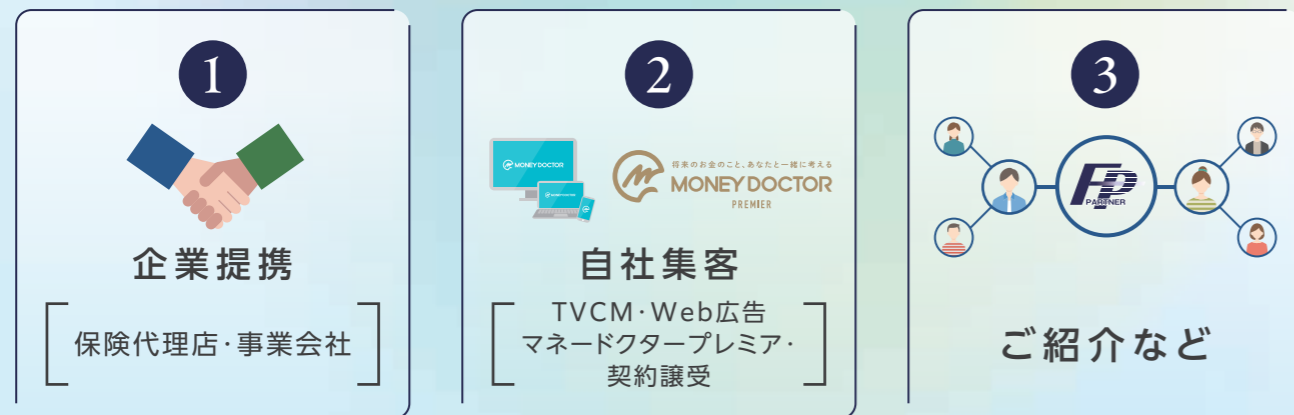 1
MONEY DOCTOR
MONEY DOCTOR
将来のお金のこと、あなたと一緒に考える
MONEY DOCTOR
PREMIER
企業提携
保険代理店・事業会社
2
自社集客
TVCM・Web広告
マネードクタープレミア・
契約譲受
3
FP
PARTNER
ご紹介など